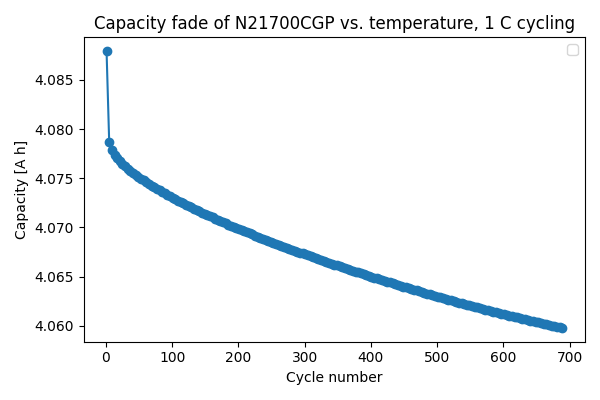 Capacity fade of N21700CGP vs. temperature, 1 C cycling
Capacity [A h]
4.085
4.080
4.075
4.070
4.065
4.060
0 100 200 300 400 500 600 700
Cycle number